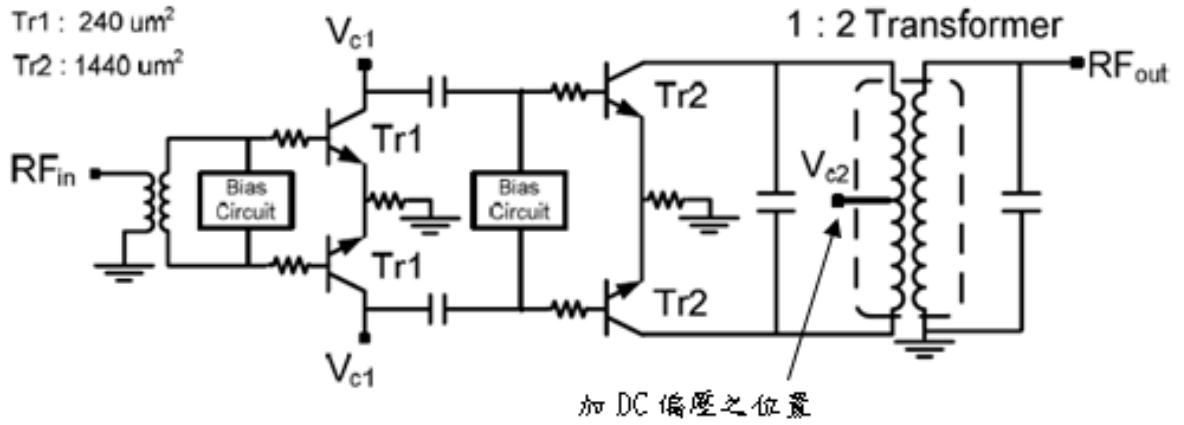 Tr1 : 240 um²
Tr2 : 1440 um²
Vc1
1 : 2 Transformer
RFout
Tr2
Tr1
RFin
Bias
Circuit
Bias
Circuit
Vc2
Tr1
Tr2
Vc1
加 DC 偏壓之位置